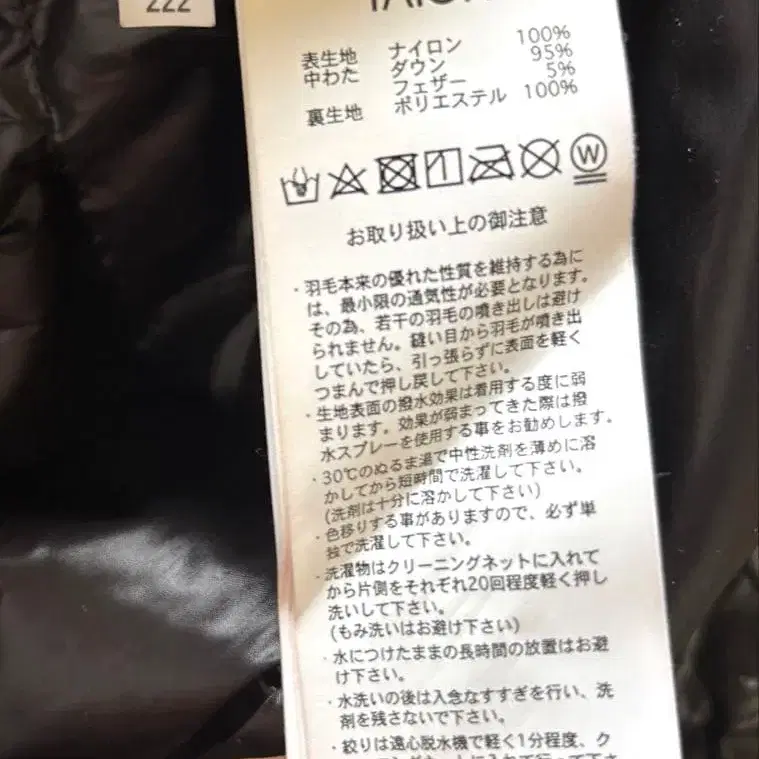 222
表生地 ナイロン 100%
中わた ダウン 95%
フェザー 5%
裏生地 ポリエステル 100%
W
お取り扱い上の御注意
・羽毛本来の優れた性質を維持する為に
は、最小限の通気性が必要となります。
その為、若干の羽毛の噴き出しは避け
られません。縫い目から羽毛が噴き出
していたら、引っ張らずに表面を軽く
つまんで押し戻して下さい。
・生地表面の撥水効果は着用する度に弱
まります。効果が弱まってきた際は撥
水スプレーを使用する事をお勧めします。
・30℃のぬるま湯で中性洗剤を薄めに溶
かしてから短時間で洗濯して下さい。
(洗剤は十分に溶かして下さい)
・色移りする事がありますので、必ず単
独で洗濯して下さい。
・洗濯物はクリーニングネットに入れて
から片側をそれぞれ20回程度軽く押し
洗いして下さい。
(もみ洗いはお避け下さい)
・水につけたままの長時間の放置はお避
け下さい。
・水洗いの後は入念なすすぎを行い、洗
剤を残さないで下さい。
・絞りは遠心脱水機で軽く1分程度、ク